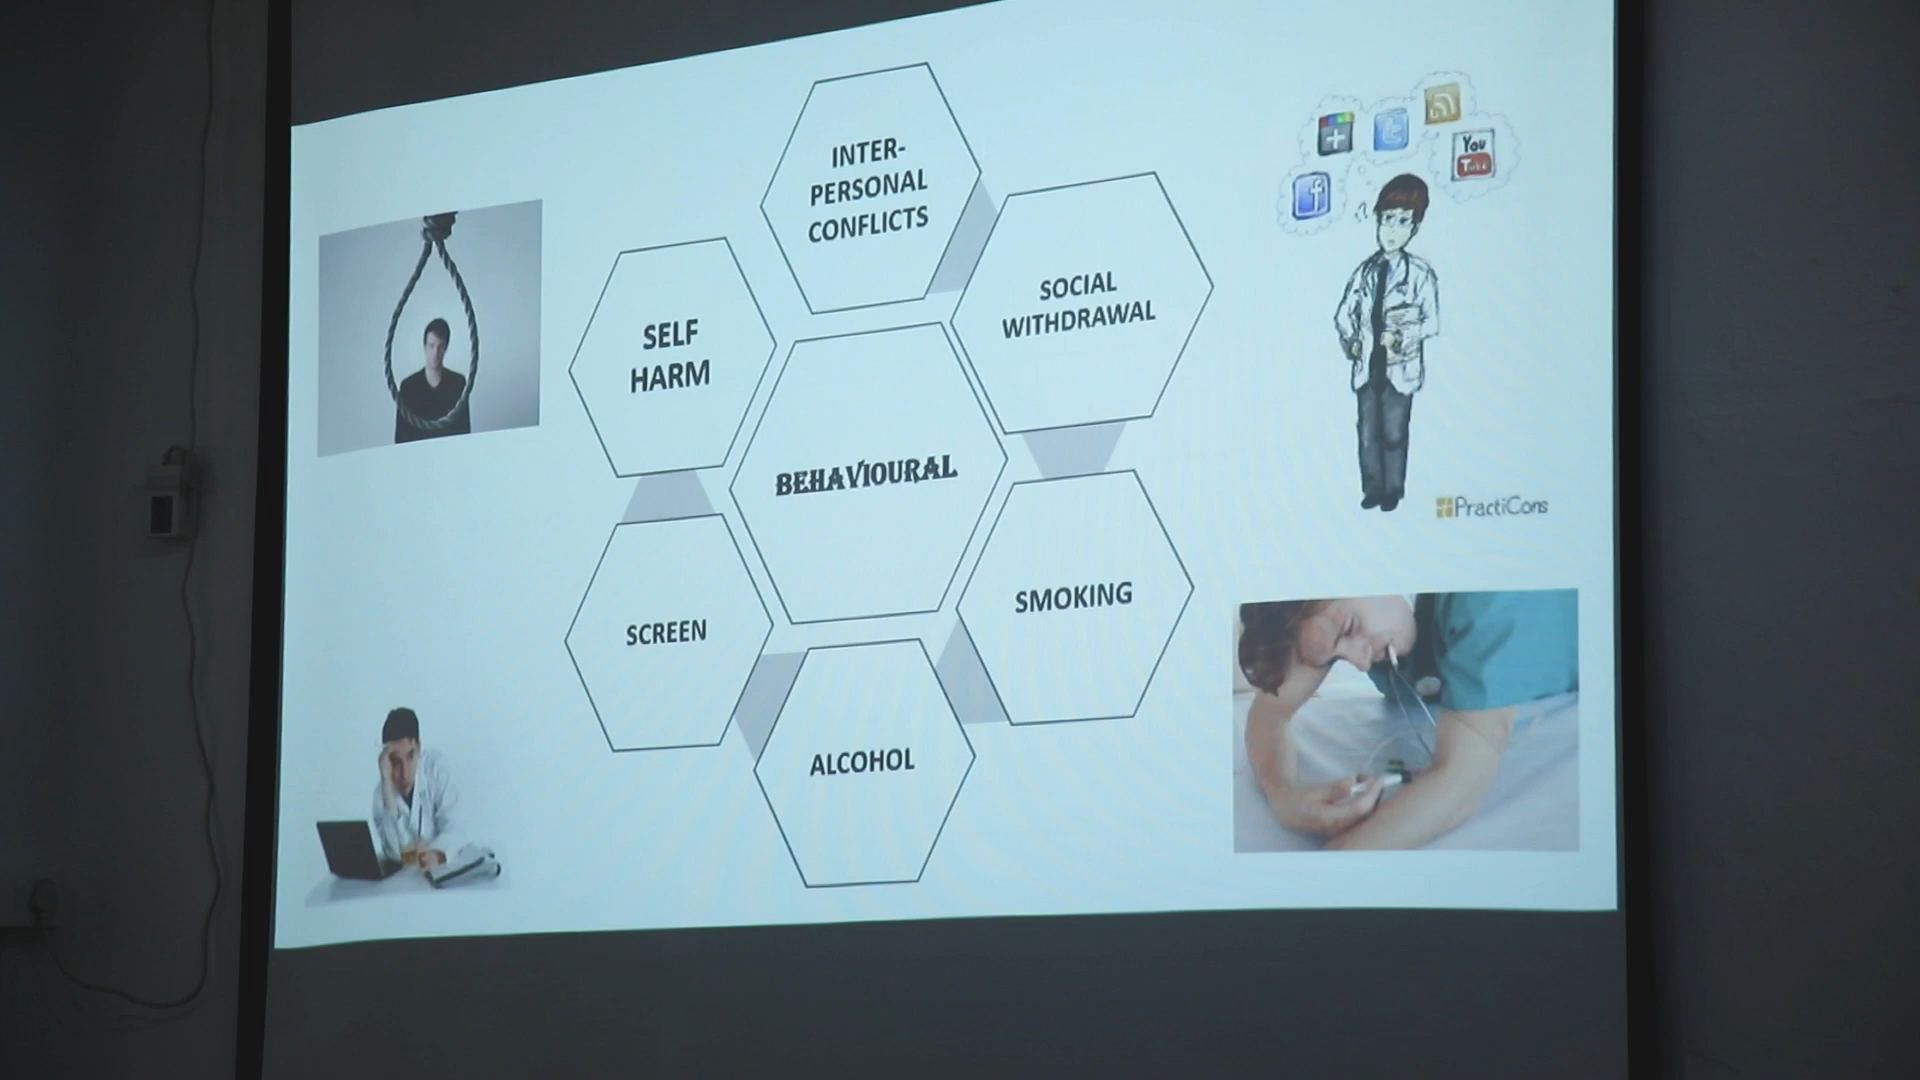 INTER-
PERSONAL
CONFLICTS
SOCIAL
WITHDRAWAL
SELF
HARM
BEHAVIOURAL
SMOKING
SCREEN
ALCOHOL
You
Tube
f
t
+
PractiCons